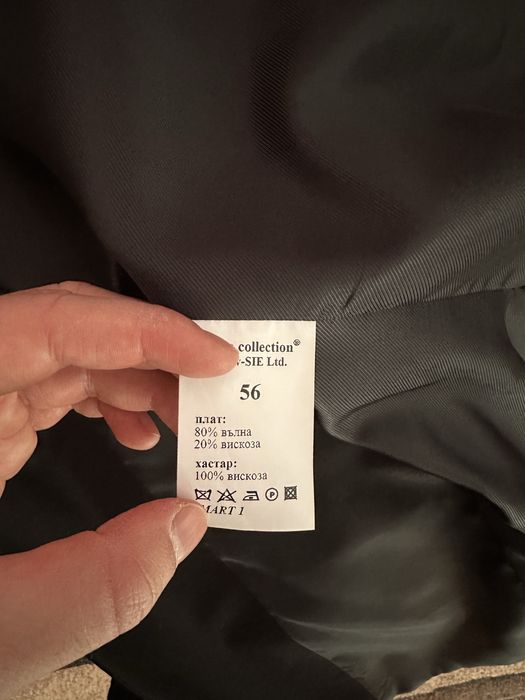 collection®
-SIE Ltd.
56
плат:
80% вълна
20% вискоза
хастар:
100% вискоза
P
MART 1